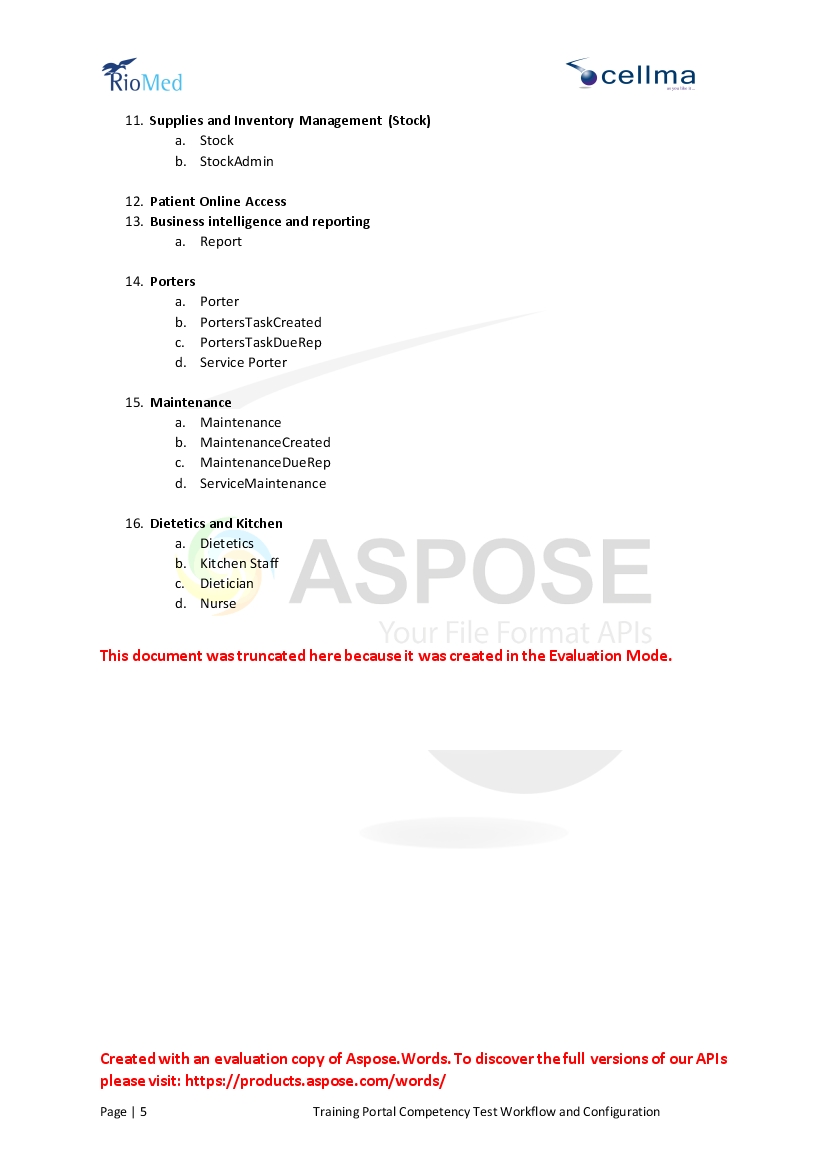 RioMed
cellma
as you like it...
11. Supplies and Inventory Management (Stock)
a. Stock
b. StockAdmin
12. Patient Online Access
13. Business intelligence and reporting
a. Report
14. Porters
a. Porter
b. PortersTaskCreated
c. PortersTaskDueRep
d. Service Porter
15. Maintenance
a. Maintenance
b. MaintenanceCreated
c. MaintenanceDueRep
d. ServiceMaintenance
16. Dietetics and Kitchen
a. Dietetics
b. Kitchen Staff
c. Dietician
d. Nurse
ASPOSE
Your File Format APIs
This document was truncated here because it was created in the Evaluation Mode.
Created with an evaluation copy of Aspose.Words. To discover the full versions of our APIs
please visit: https://products.aspose.com/words/
Page | 5 Training Portal Competency Test Workflow and Configuration